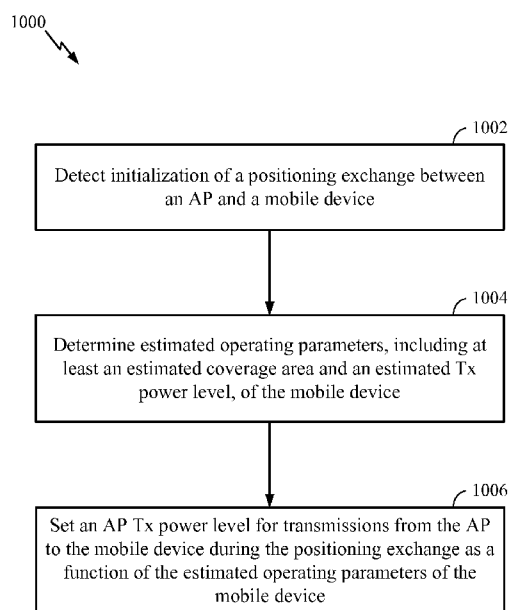 1000
1002
Detect initialization of a positioning exchange between
an AP and a mobile device
1004
Determine estimated operating parameters, including at
least an estimated coverage area and an estimated Tx
power level, of the mobile device
1006
Set an AP Tx power level for transmissions from the AP
to the mobile device during the positioning exchange as a
function of the estimated operating parameters of the
mobile device